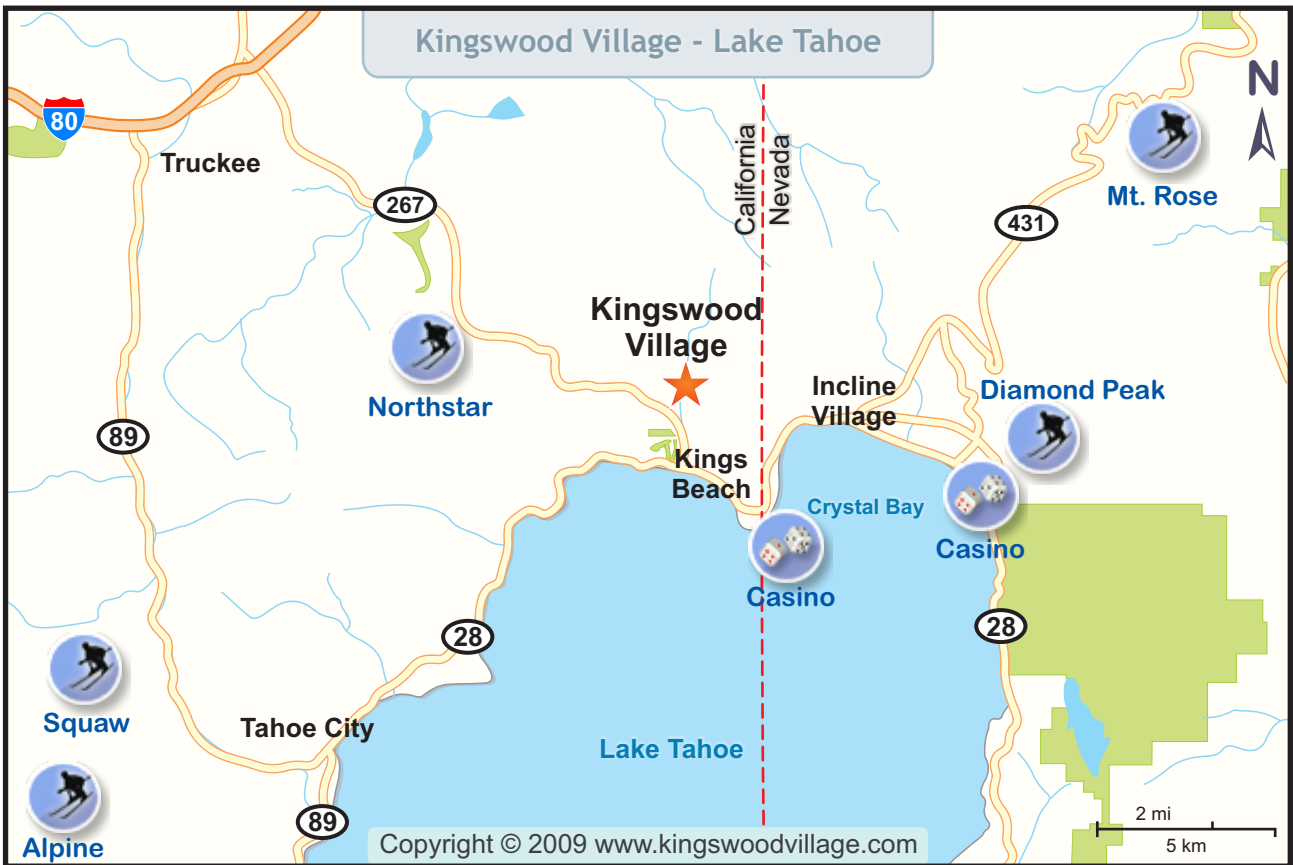 Kingswood Village - Lake Tahoe
N
80
California
Nevada
Truckee
Mt. Rose
267
431
Kingswood
Village
Northstar
Incline
Village
Diamond Peak
89
Kings
Beach
Crystal Bay
Casino
Casino
28
28
Squaw
Tahoe City
Lake Tahoe
Alpine
89
2 mi
5 km
Copyright © 2009 www.kingswoodvillage.com